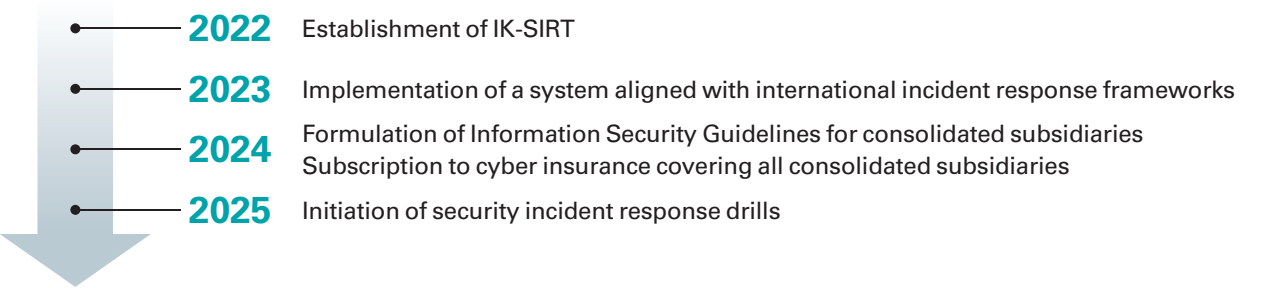 2022 Establishment of IK-SIRT
2023 Implementation of a system aligned with international incident response frameworks
2024 Formulation of Information Security Guidelines for consolidated subsidiaries
Subscription to cyber insurance covering all consolidated subsidiaries
2025 Initiation of security incident response drills